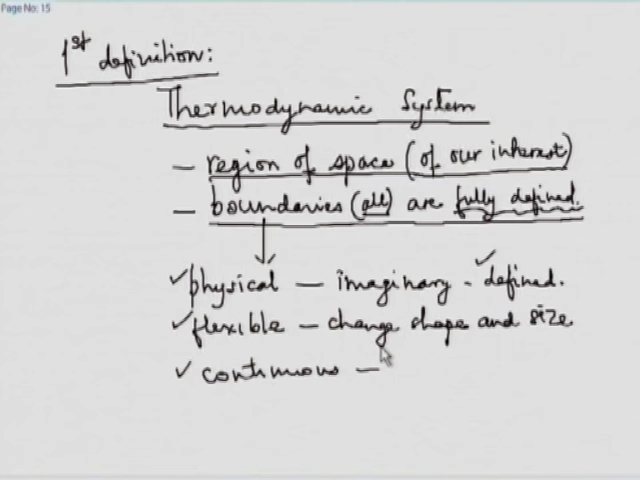 Page No: 15
1st definition:
Thermodynamic System
— region of space (of our inherest)
— boundaries (all) are fully defined.
✓ physical — imaginary - ✓ defined.
✓ flexible — change shape and size
✓ continuous —